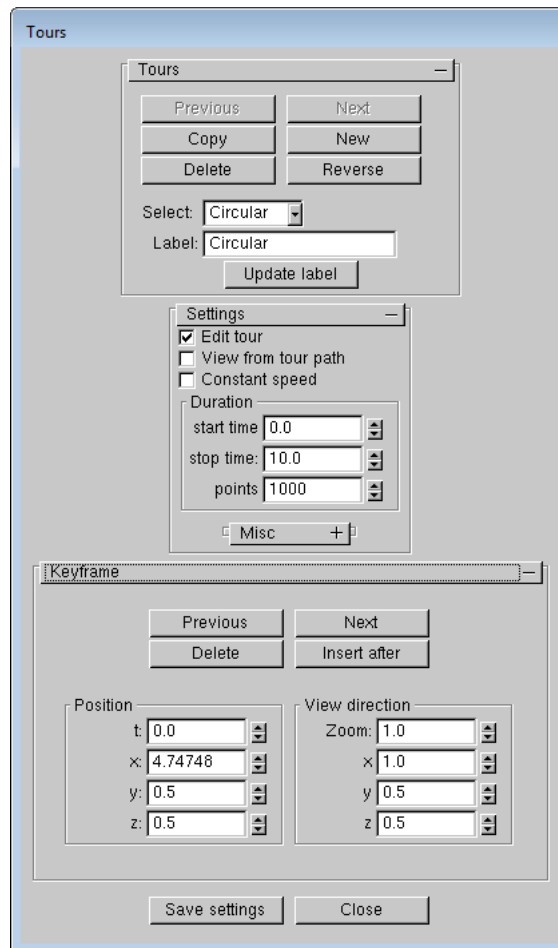 Tours
Tours −
Previous Next
Copy New
Delete Reverse
Select: Circular
Label: Circular
Update label
Settings −
Edit tour
View from tour path
Constant speed
Duration
start time 0.0
stop time: 10.0
points 1000
Misc +
Keyframe −
Previous Next
Delete Insert after
Position View direction
t: 0.0 Zoom: 1.0
x: 4.74748 x 1.0
y: 0.5 y 0.5
z: 0.5 z 0.5
Save settings Close